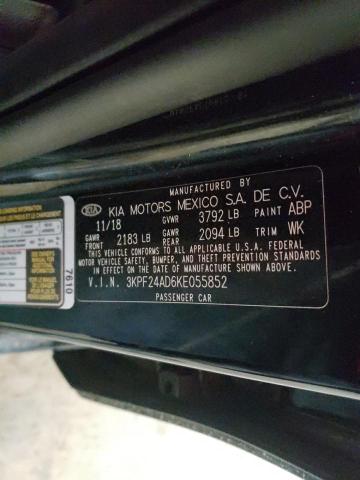 MANUFACTURED BY
KIA KIA MOTORS MEXICO S.A. DE C.V.
11/18 GVWR 3792 LB PAINT ABP
GAWR FRONT 2183 LB GAWR REAR 2094 LB TRIM WK
THIS VEHICLE CONFORMS TO ALL APPLICABLE U.S.A. FEDERAL
MOTOR VEHICLE SAFETY, BUMPER, AND THEFT PREVENTION STANDARDS
IN EFFECT ON THE DATE OF MANUFACTURE SHOWN ABOVE.
V.I.N. 3KPF24AD6KE055852
PASSENGER CAR
7610